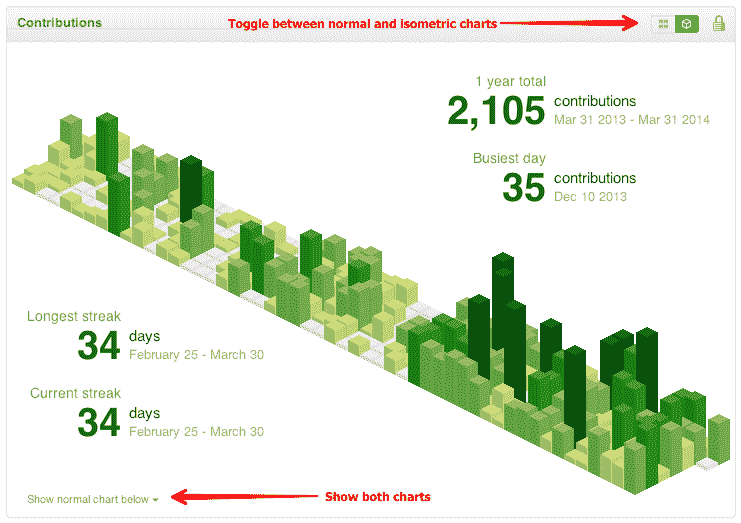 Contributions
Toggle between normal and isometric charts
1 year total
2,105 contributions
Mar 31 2013 - Mar 31 2014
Busiest day
35 contributions
Dec 10 2013
Longest streak
34 days
February 25 - March 30
Current streak
34 days
February 25 - March 30
Show normal chart below
Show both charts